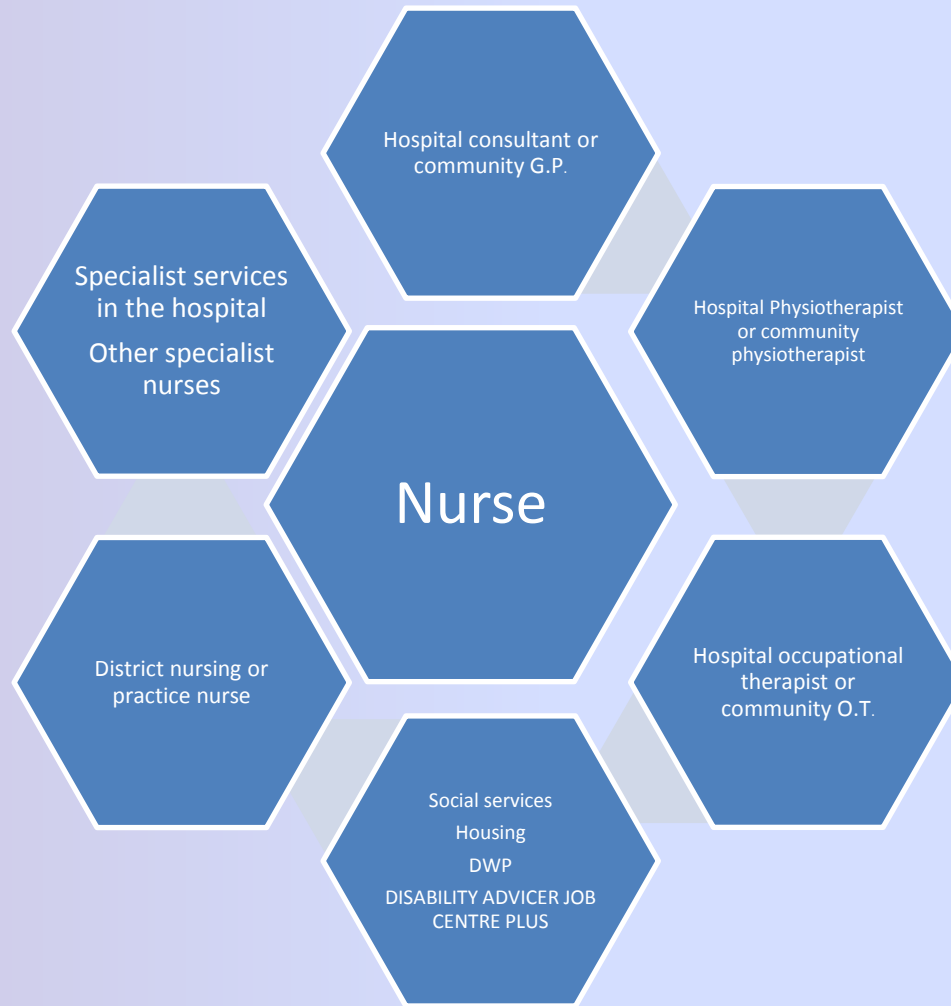 Hospital consultant or
community G.P.
Specialist services
in the hospital
Other specialist
nurses
Hospital Physiotherapist
or community
physiotherapist
Nurse
District nursing or
practice nurse
Hospital occupational
therapist or
community O.T.
Social services
Housing
DWP
DISABILITY ADVICER JOB
CENTRE PLUS